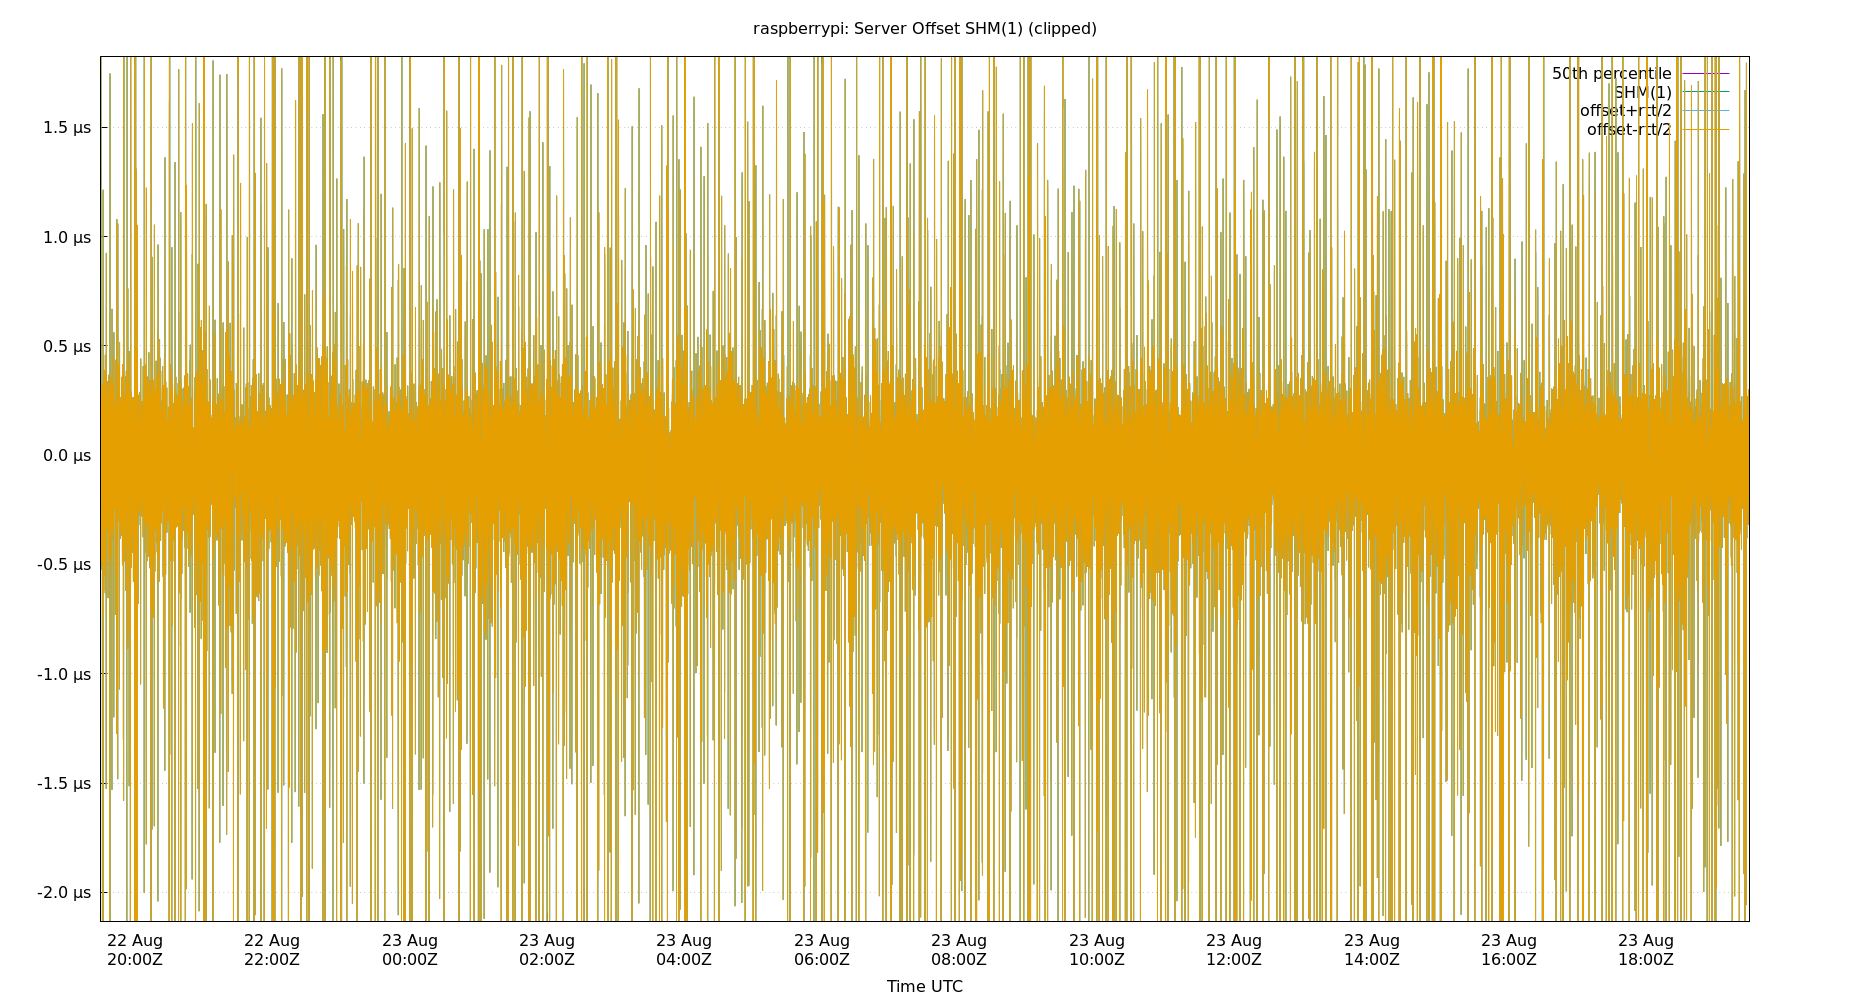 raspberrypi: Server Offset SHM(1) (clipped)
50th percentile
SHM(1)
offset+rtt/2
offset-rtt/2
1.5 µs
1.0 µs
0.5 µs
0.0 µs
-0.5 µs
-1.0 µs
-1.5 µs
-2.0 µs
22 Aug 22 Aug 23 Aug 23 Aug 23 Aug 23 Aug 23 Aug 23 Aug 23 Aug 23 Aug 23 Aug 23 Aug
20:00Z 22:00Z 00:00Z 02:00Z 04:00Z 06:00Z 08:00Z 10:00Z 12:00Z 14:00Z 16:00Z 18:00Z
Time UTC